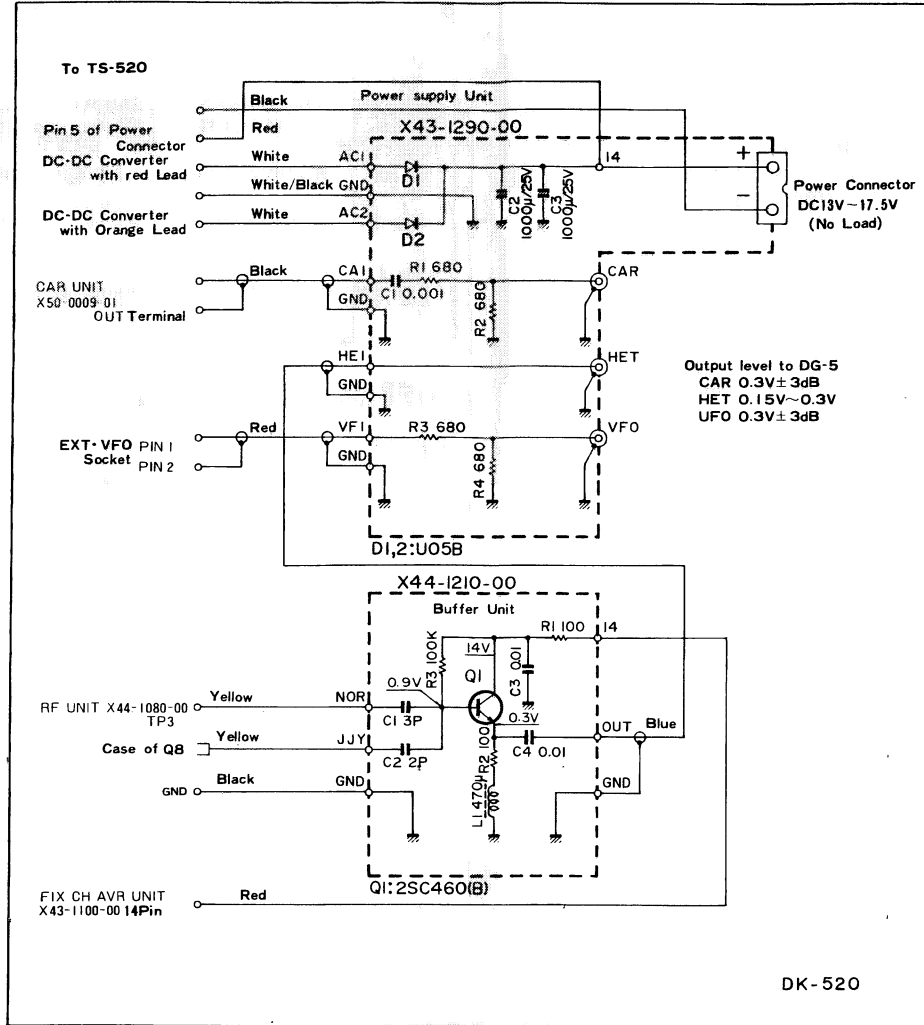 To TS-520
Black
Power supply Unit
Pin 5 of Power
Connector
Red
X43-1290-00
DC-DC Converter
with red Lead
White
AC1
D1
14
+
White/Black GND
C2
1000µ/25V
C3
1000µ/25V
−
Power Connector
DC13V~17.5V
(No Load)
DC-DC Converter
with Orange Lead
White
AC2
D2
CAR UNIT
X50-0009-01
OUT Terminal
Black
CA1
R1 680
C1 0.001
GND
R2 680
CAR
HE1
GND
HET
Output level to DG-5
CAR 0.3V±3dB
HET 0.15V~0.3V
UFO 0.3V±3dB
EXT·VFO PIN 1
Socket PIN 2
Red
VF1
R3 680
GND
R4 680
VFO
D1,2:U05B
X44-1210-00
Buffer Unit
R1 100
14
R3 100K
14V
C3 0.01
Q1
0.9V
RF UNIT X44-1080-00
TP3
Yellow
NOR
C1 3P
0.3V
OUT
Blue
Case of Q8
Yellow
JJY
C2 2P
R2 100
C4 0.01
GND
Black
GND
L1 470µ
GND
Q1:2SC460(B)
FIX CH AVR UNIT
X43-1100-00 14Pin
Red
DK-520